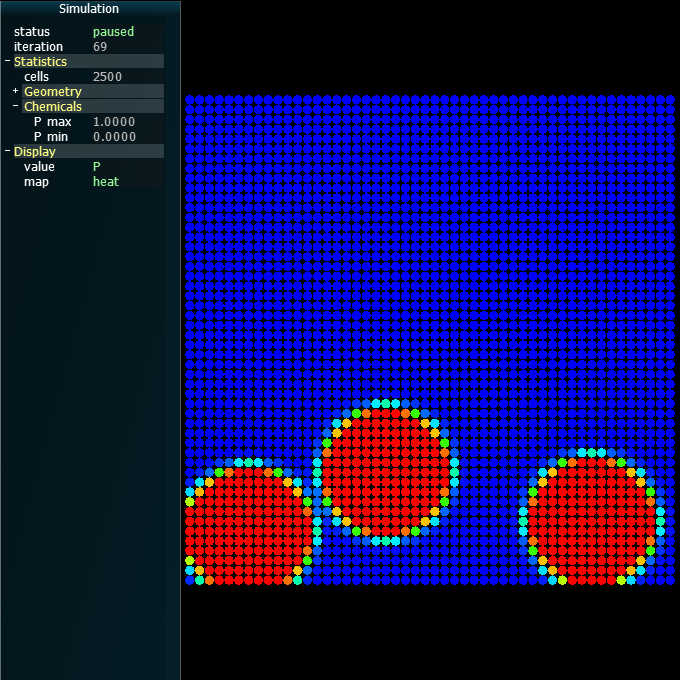 Simulation
status paused
iteration 69
- Statistics
cells 2500
+ Geometry
- Chemicals
P max 1.0000
P min 0.0000
- Display
value P
map heat